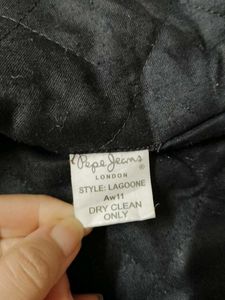 Pepe Jeans
LONDON
STYLE: LAGOONE
Aw11
DRY CLEAN
ONLY